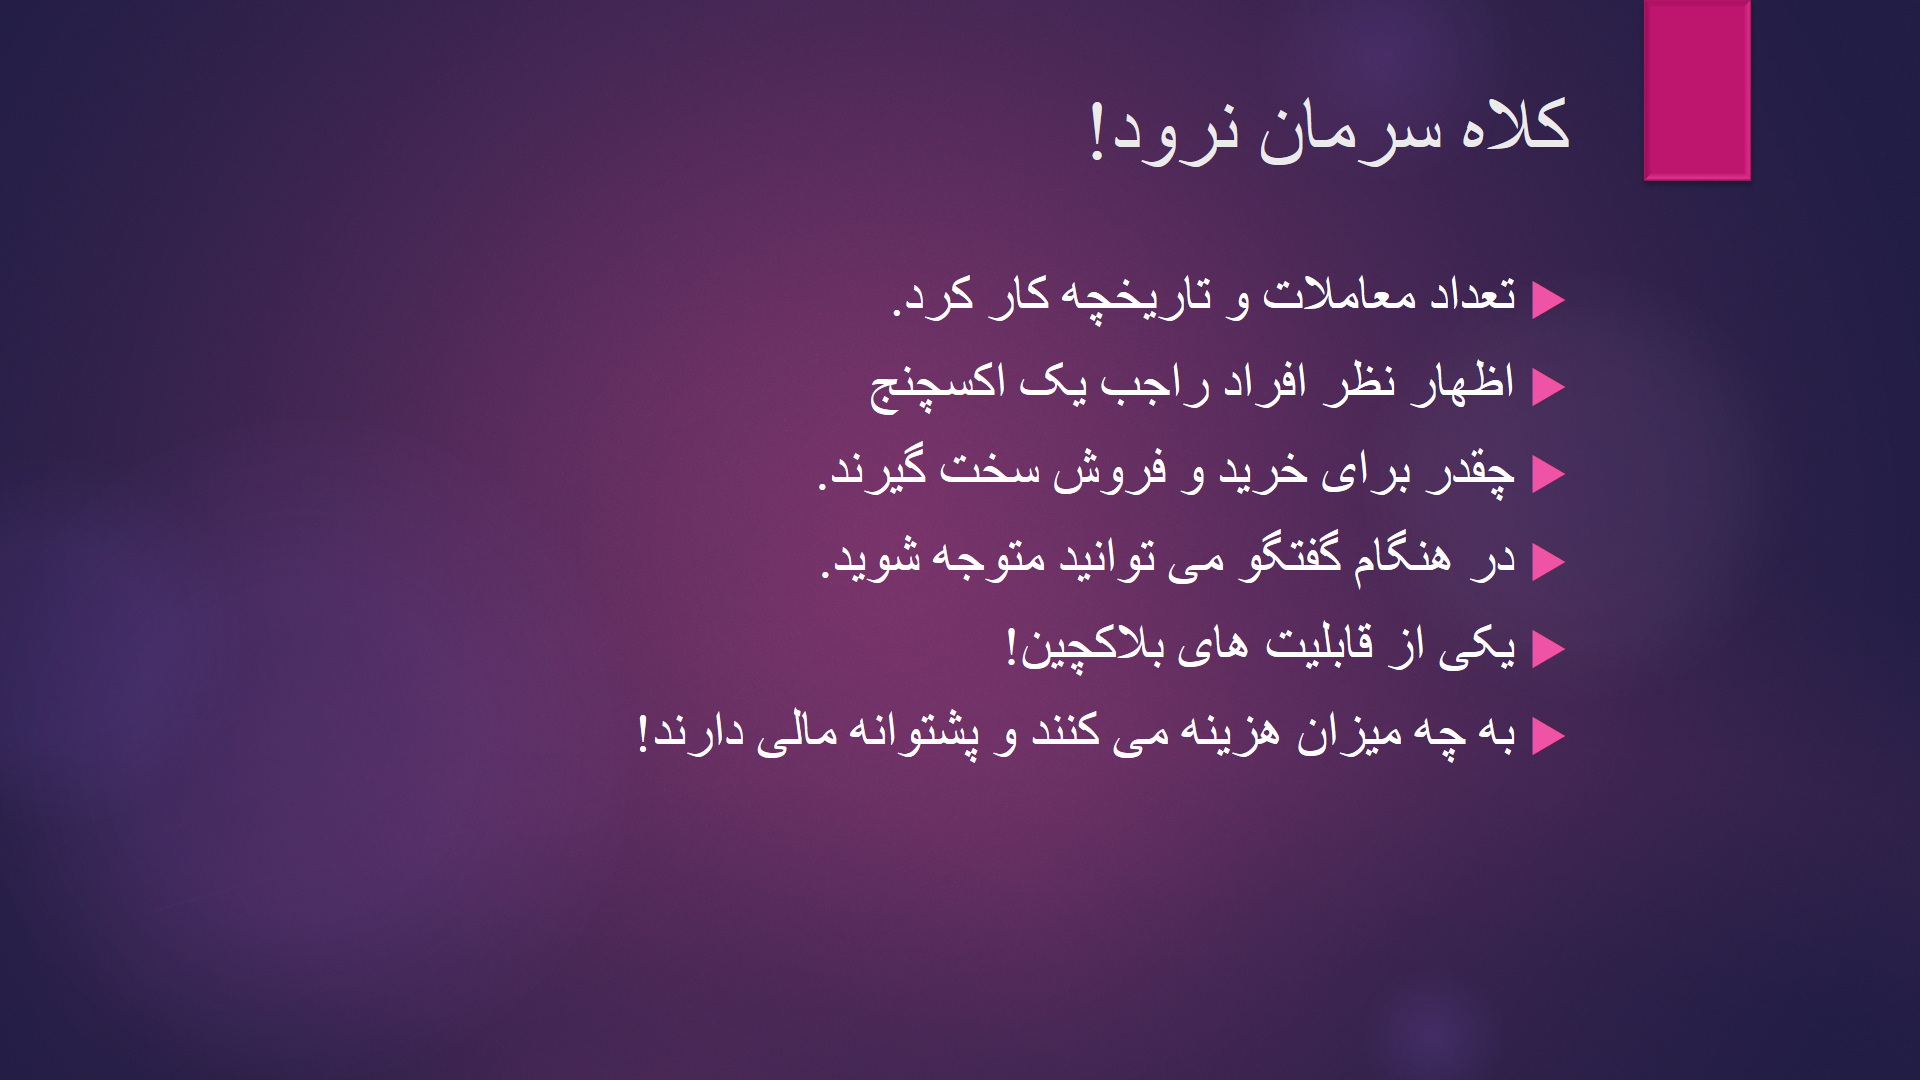 کلاه سرمان نرود!
تعداد معاملات و تاریخچه کار کرد.
اظهار نظر افراد راجب یک اکسچنج
چقدر برای خرید و فروش سخت گیرند.
در هنگام گفتگو می توانید متوجه شوید.
یکی از قابلیت های بلاکچین!
به چه میزان هزینه می کنند و پشتوانه مالی دارند!